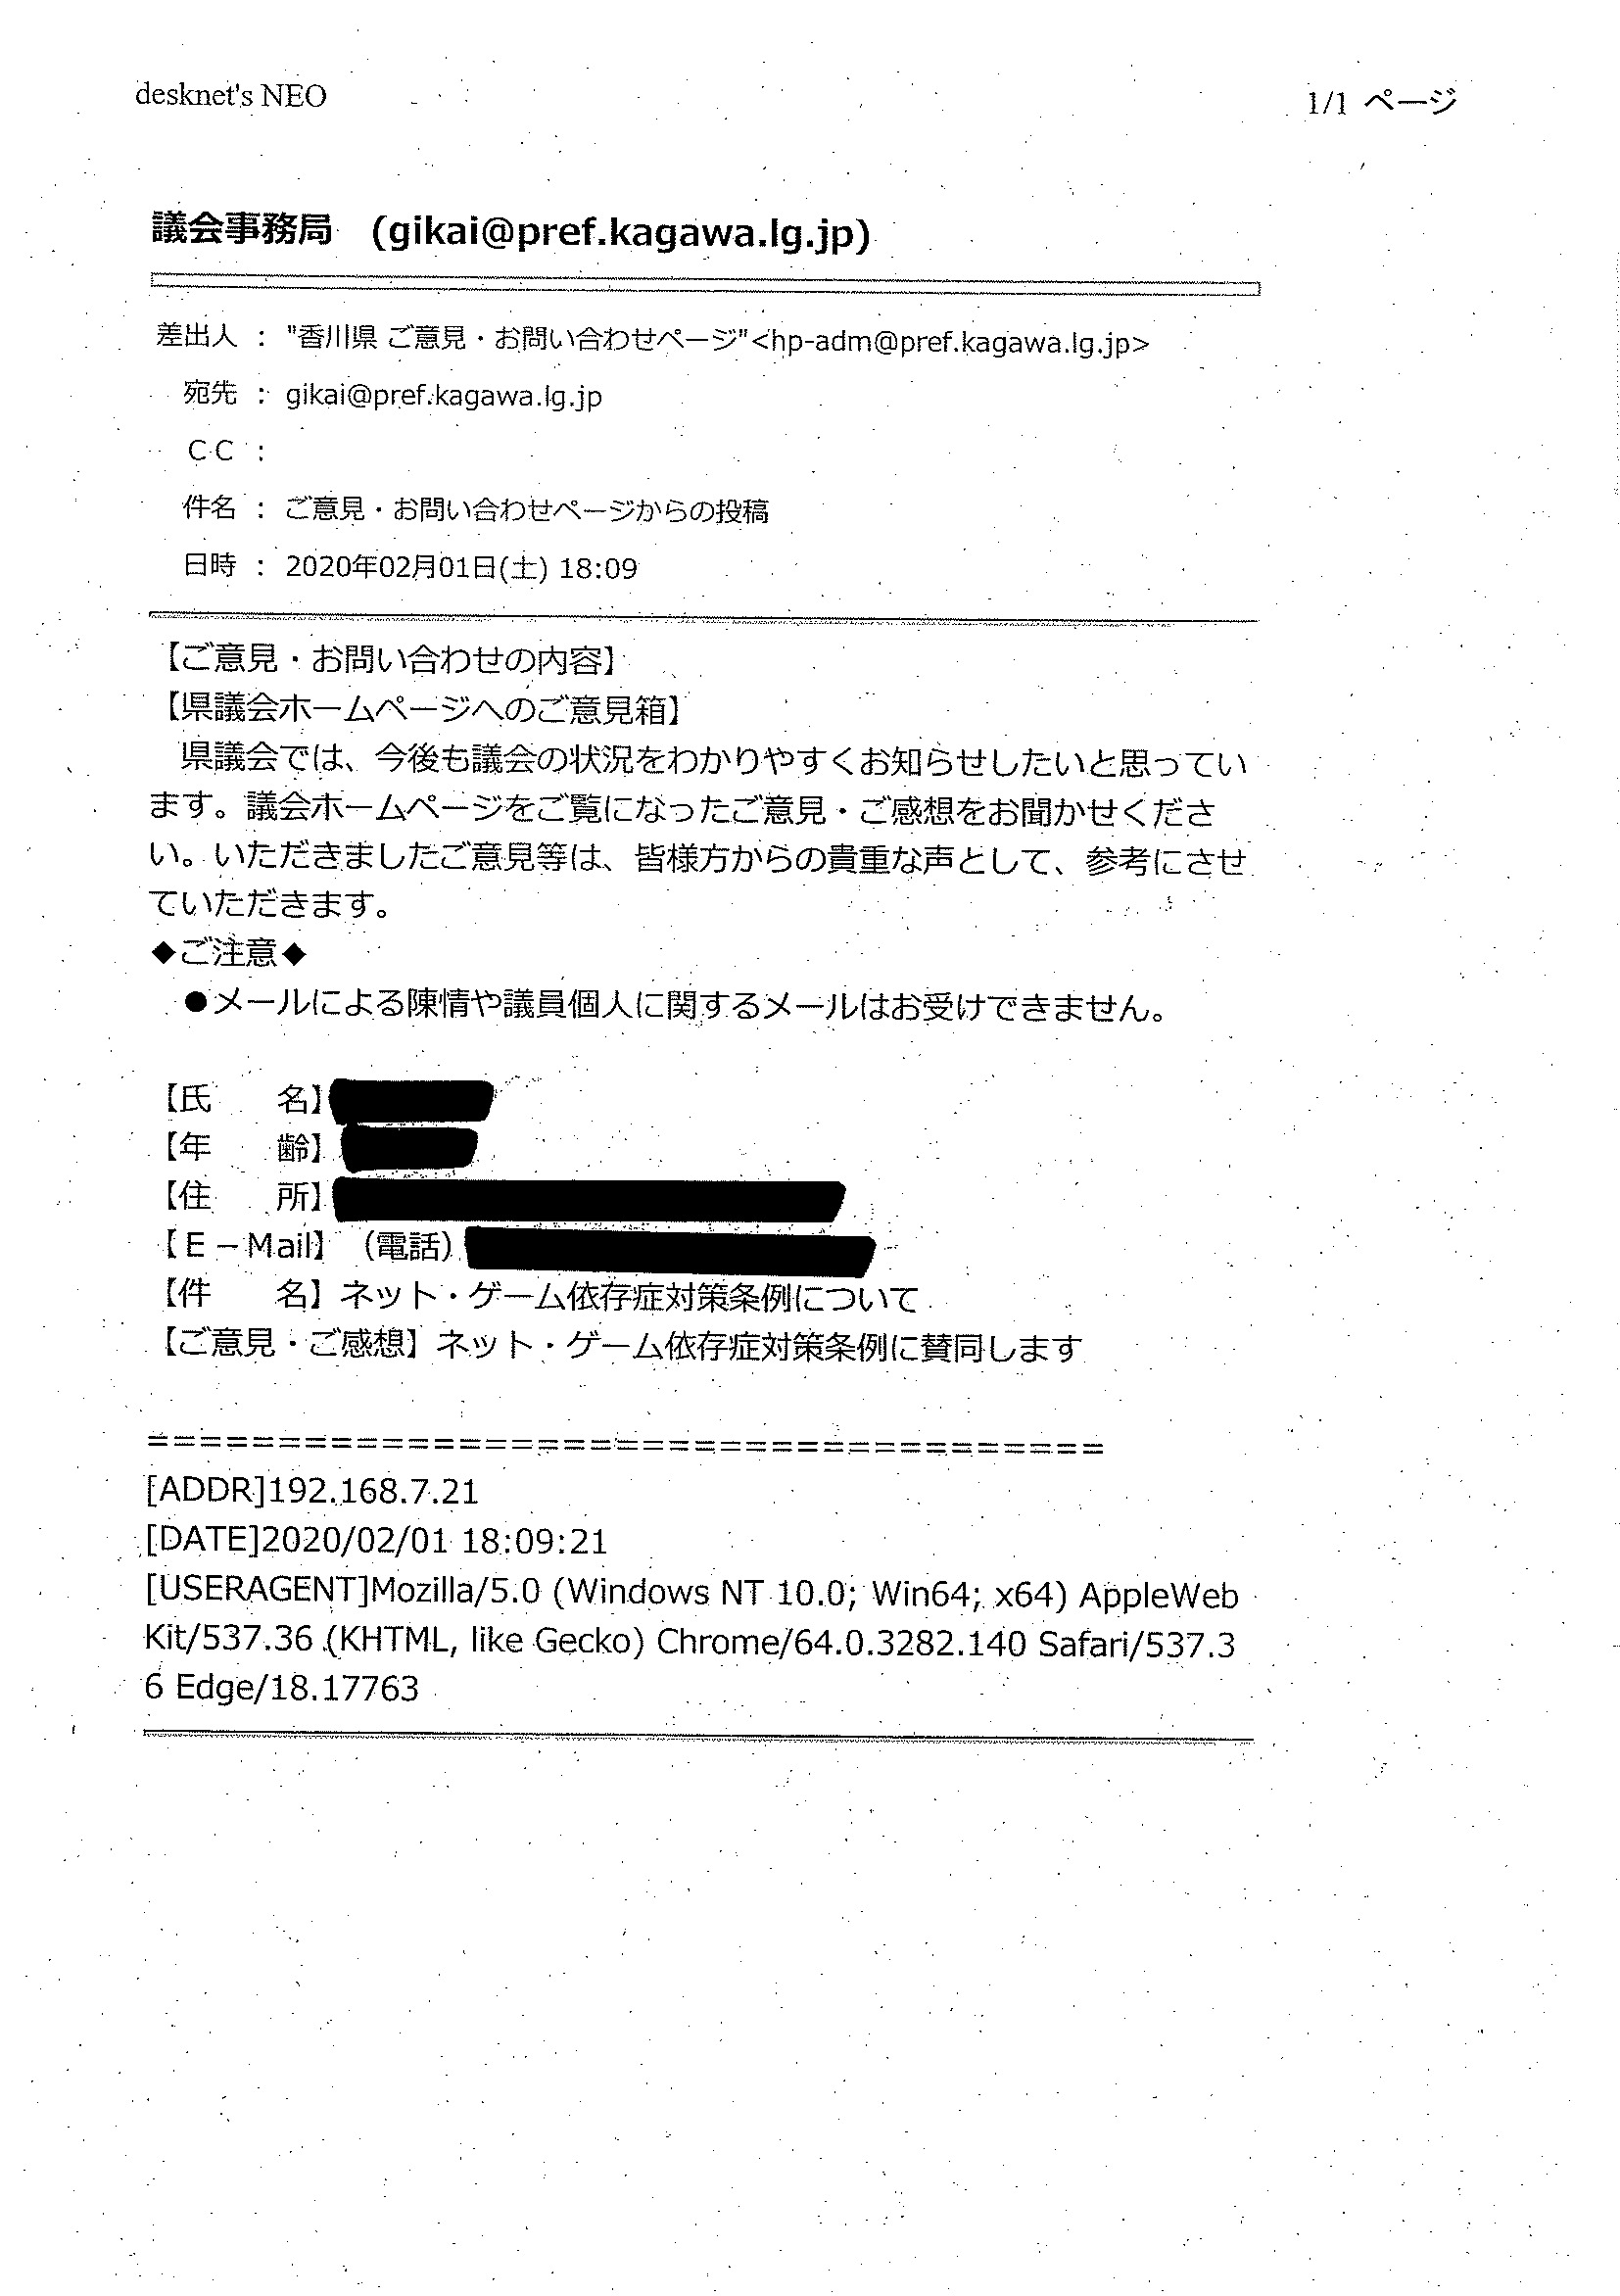 desknet's NEO
1/1 ページ
議会事務局 (gikai@pref.kagawa.lg.jp)
差出人 : "香川県 ご意見・お問い合わせページ"<hp-adm@pref.kagawa.lg.jp>
宛先 : gikai@pref.kagawa.lg.jp
ＣＣ :
件名 : ご意見・お問い合わせページからの投稿
日時 : 2020年02月01日(土) 18:09
【ご意見・お問い合わせの内容】
【県議会ホームページへのご意見箱】
県議会では、今後も議会の状況をわかりやすくお知らせしたいと思ってい
ます。議会ホームページをご覧になったご意見・ご感想をお聞かせくださ
い。いただきましたご意見等は、皆様方からの貴重な声として、参考にさせ
ていただきます。
◆ご注意◆
●メールによる陳情や議員個人に関するメールはお受けできません。
【氏　　名】
【年　　齢】
【住　　所】
【Ｅ－Mail】（電話）
【件　　名】ネット・ゲーム依存症対策条例について
【ご意見・ご感想】ネット・ゲーム依存症対策条例に賛同します
=====================================
[ADDR]192.168.7.21
[DATE]2020/02/01 18:09:21
[USERAGENT]Mozilla/5.0 (Windows NT 10.0; Win64; x64) AppleWeb
Kit/537.36 (KHTML, like Gecko) Chrome/64.0.3282.140 Safari/537.3
6 Edge/18.17763